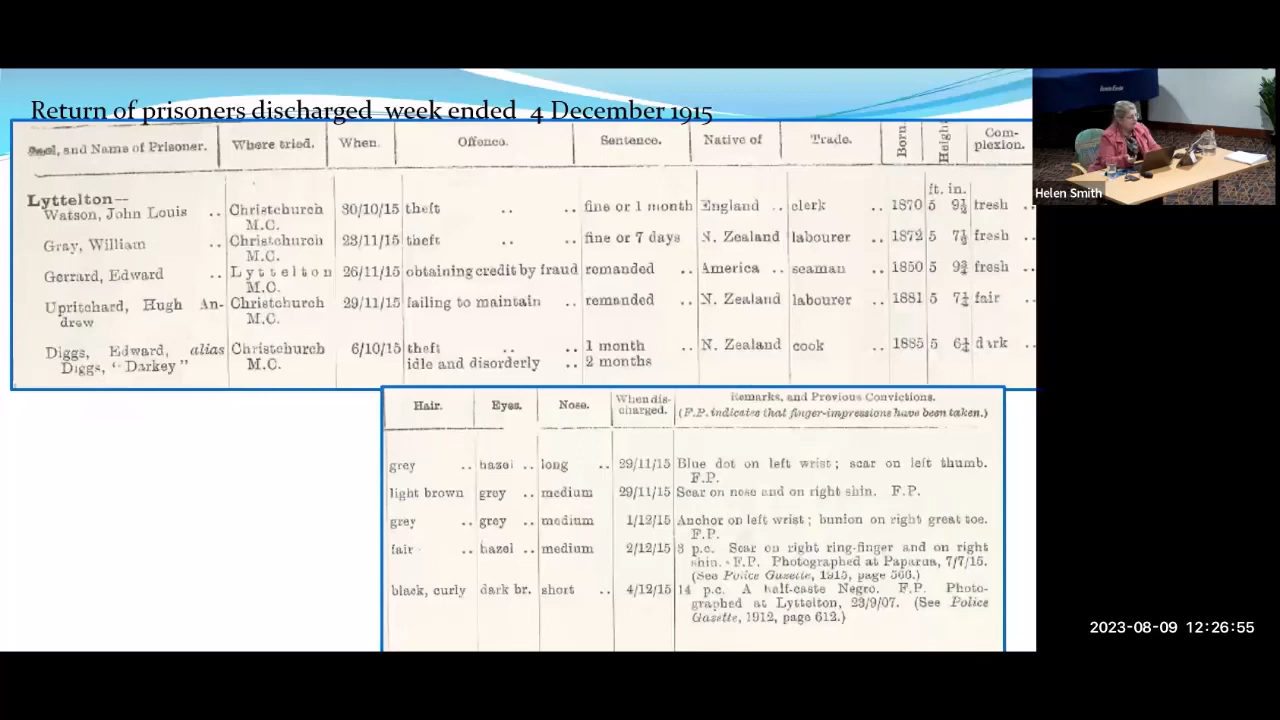 Return of prisoners discharged week ended 4 December 1915
Gaol, and Name of Prisoner. Where tried. When. Offence. Sentence. Native of Trade. Born. Height Com-
plexion.
Lyttelton— ft. in.
Watson, John Louis .. Christchurch 30/10/15 theft .. .. fine or 1 month England .. clerk .. 1870 5 9½ fresh ..
M.C.
Gray, William .. Christchurch 23/11/15 theft .. .. fine or 7 days N. Zealand labourer .. 1872 5 7½ fresh ..
M.C.
Gerrard, Edward .. Lyttelton 26/11/15 obtaining credit by fraud remanded .. America .. seaman .. 1850 5 9¾ fresh ..
M.C.
Upritchard, Hugh An- Christchurch 29/11/15 failing to maintain .. remanded .. N. Zealand labourer .. 1881 5 7¼ fair ..
drew M.C.
Diggs, Edward, alias Christchurch 6/10/15 theft .. .. 1 month .. N. Zealand cook .. 1885 5 6¼ dark ..
Diggs, "Darkey" M.C. idle and disorderly .. 2 months
Hair. Eyes. Nose. When dis- Remarks, and Previous Convictions.
charged. (F.P. indicates that finger-impressions have been taken.)
grey .. hazel .. long .. 29/11/15 Blue dot on left wrist; scar on left thumb.
F.P.
light brown grey .. medium 29/11/15 Scar on nose and on right shin. F.P.
grey .. grey .. medium 1/12/15 Anchor on left wrist; bunion on right great toe.
F.P.
fair .. hazel .. medium 2/12/15 3 p.c. Scar on right ring-finger and on right
shin. F.P. Photographed at Paparua, 7/7/15.
(See Police Gazette, 1915, page 566.)
black, curly dark br. short .. 4/12/15 14 p.c. A half-caste Negro. F.P. Photo-
graphed at Lyttelton, 23/9/07. (See Police
Gazette, 1912, page 612.)
Helen Smith
2023-08-09 12:26:55